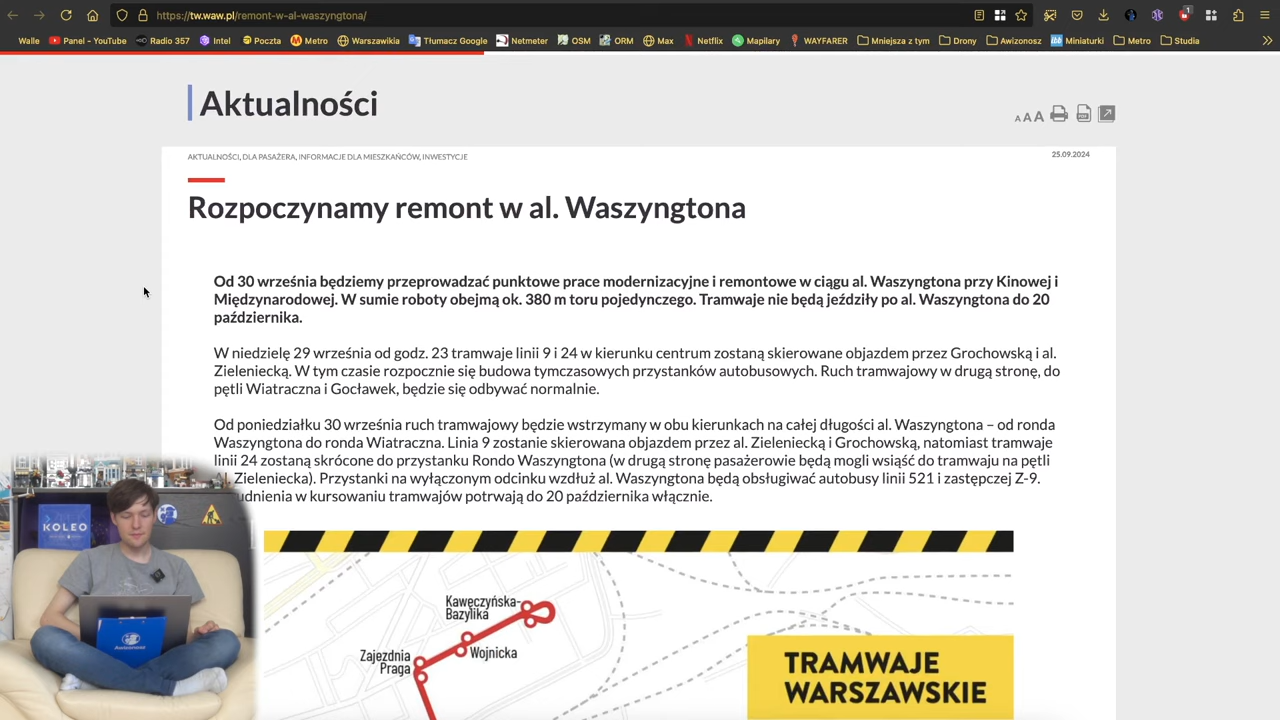 https://tw.waw.pl/remont-w-al-waszyngtona/
1
Walle Panel - YouTube Radio 357 Intel Poczta Metro Warszawikia Tłumacz Google Netmeter OSM ORM Max Netflix Mapilary WAYFARER Mniejsza z tym Drony Awizonosz Miniaturki Metro Studia
Aktualności
A A A
PDF
AKTUALNOŚCI, DLA PASAŻERA, INFORMACJE DLA MIESZKAŃCÓW, INWESTYCJE
25.09.2024
Rozpoczynamy remont w al. Waszyngtona
Od 30 września będziemy przeprowadzać punktowe prace modernizacyjne i remontowe w ciągu al. Waszyngtona przy Kinowej i
Międzynarodowej. W sumie roboty obejmą ok. 380 m toru pojedynczego. Tramwaje nie będą jeździły po al. Waszyngtona do 20
października.
W niedzielę 29 września od godz. 23 tramwaje linii 9 i 24 w kierunku centrum zostaną skierowane objazdem przez Grochowską i al.
Zieleniecką. W tym czasie rozpocznie się budowa tymczasowych przystanków autobusowych. Ruch tramwajowy w drugą stronę, do
pętli Wiatraczna i Gocławek, będzie się odbywać normalnie.
Od poniedziałku 30 września ruch tramwajowy będzie wstrzymany w obu kierunkach na całej długości al. Waszyngtona – od ronda
Waszyngtona do ronda Wiatraczna. Linia 9 zostanie skierowana objazdem przez al. Zieleniecką i Grochowską, natomiast tramwaje
linii 24 zostaną skrócone do przystanku Rondo Waszyngtona (w drugą stronę pasażerowie będą mogli wsiąść do tramwaju na pętli
l. Zieleniecka). Przystanki na wyłączonym odcinku wzdłuż al. Waszyngtona będą obsługiwać autobusy linii 521 i zastępczej Z-9.
udnienia w kursowaniu tramwajów potrwają do 20 października włącznie.
KOLEO
Kawęczyńska-
Bazylika
Wojnicka
Zajezdnia
Praga
TRAMWAJE
WARSZAWSKIE